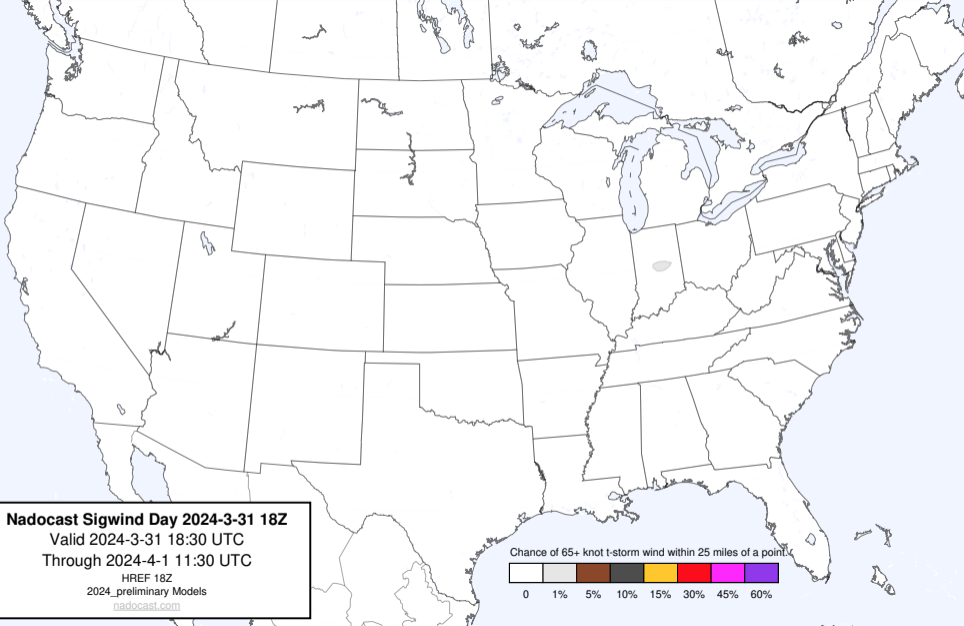 Nadocast Sigwind Day 2024-3-31 18Z
Valid 2024-3-31 18:30 UTC
Through 2024-4-1 11:30 UTC
HREF 18Z
2024_preliminary Models
nadocast.com
Chance of 65+ knot t-storm wind within 25 miles of a point.
0 1% 5% 10% 15% 30% 45% 60%